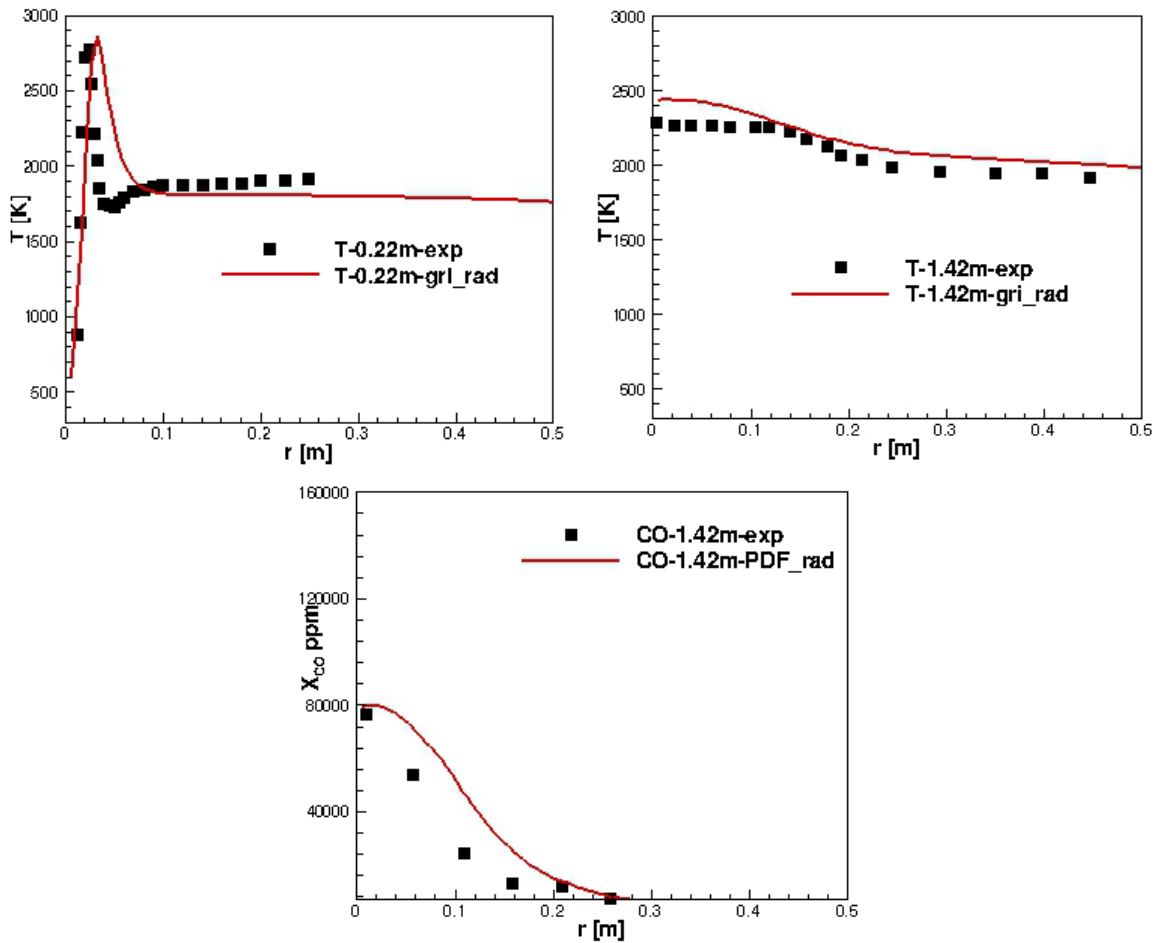 3000
2500
2000
1500
1000
500
T [K]
0
0.1
0.2
0.3
0.4
0.5
r [m]
T-0.22m-exp
T-0.22m-grI_rad
3000
2500
2000
1500
1000
500
T [K]
0
0.1
0.2
0.3
0.4
0.5
r [m]
T-1.42m-exp
T-1.42m-gri_rad
160000
120000
80000
40000
X_CO ppm
0
0.1
0.2
0.3
0.4
0.5
r [m]
CO-1.42m-exp
CO-1.42m-PDF_rad